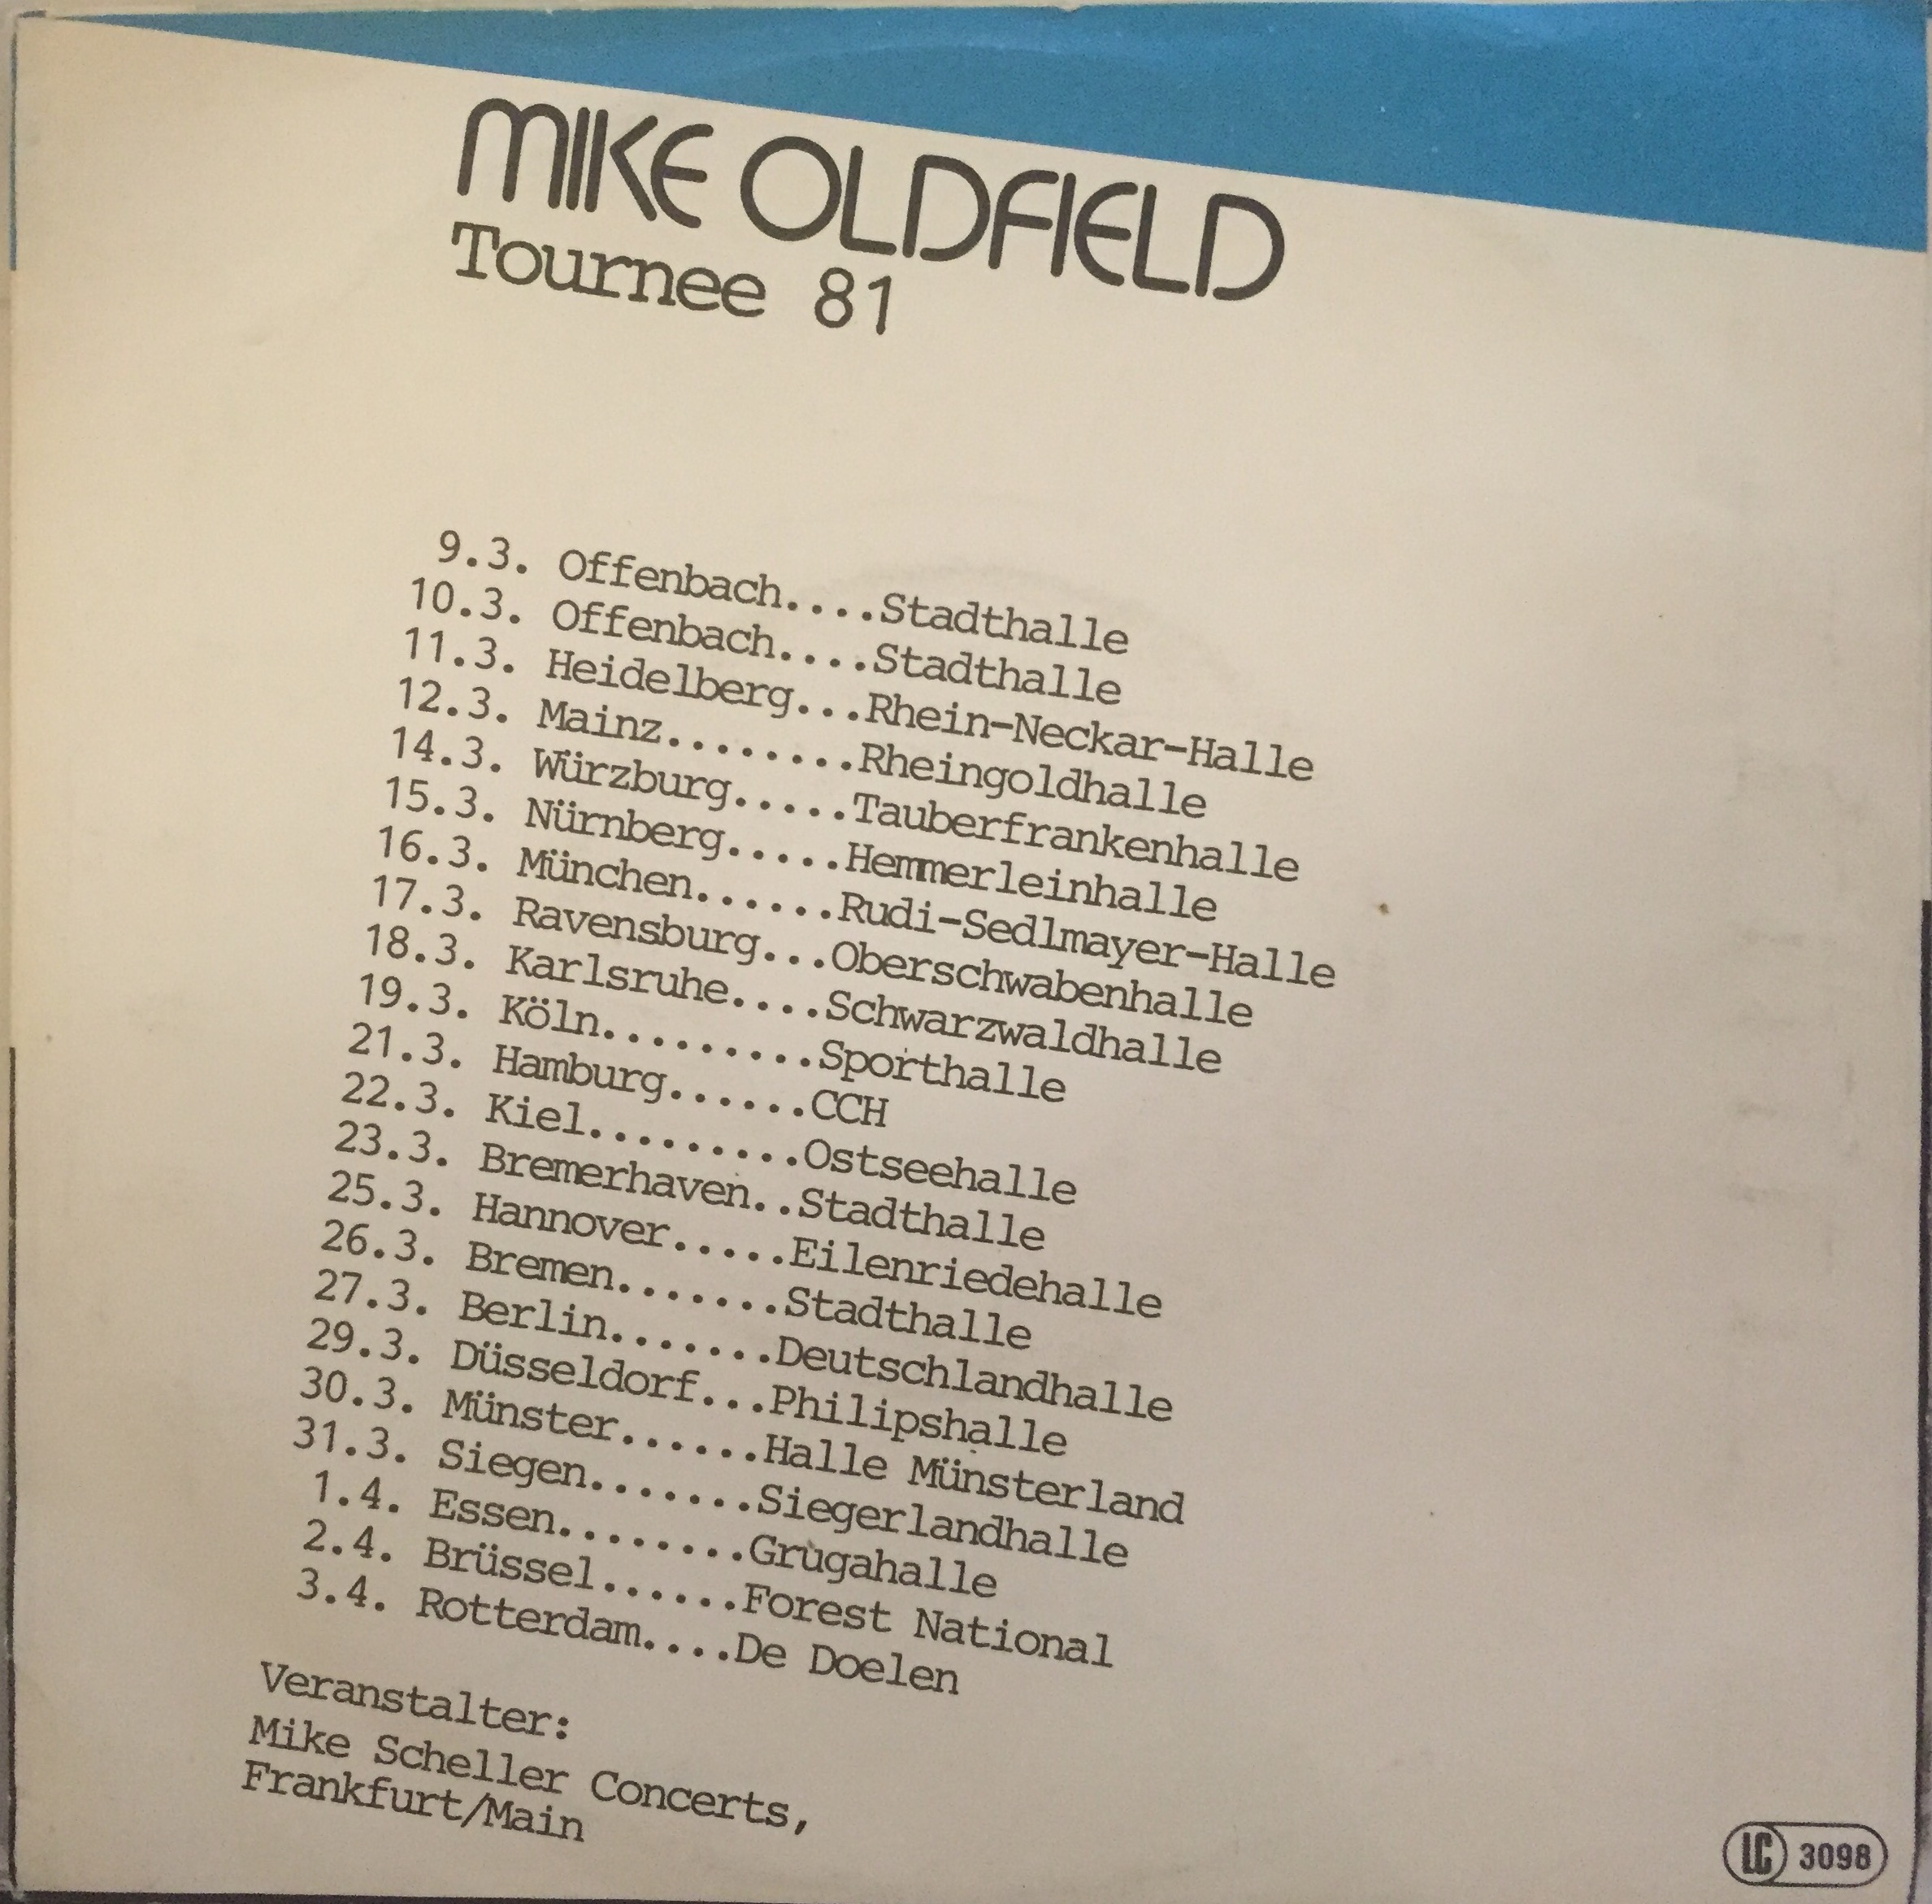 MIKE OLDFIELD
Tournee 81
9.3. Offenbach....Stadthalle
10.3. Offenbach....Stadthalle
11.3. Heidelberg...Rhein-Neckar-Halle
12.3. Mainz........Rheingoldhalle
14.3. Würzburg.....Tauberfrankenhalle
15.3. Nürnberg.....Hemmerleinhalle
16.3. München......Rudi-Sedlmayer-Halle
17.3. Ravensburg...Oberschwabenhalle
18.3. Karlsruhe....Schwarzwaldhalle
19.3. Köln.........Sporthalle
21.3. Hamburg......CCH
22.3. Kiel.........Ostseehalle
23.3. Bremerhaven..Stadthalle
25.3. Hannover.....Eilenriedehalle
26.3. Bremen.......Stadthalle
27.3. Berlin.......Deutschlandhalle
29.3. Düsseldorf...Philipshalle
30.3. Münster......Halle Münsterland
31.3. Siegen.......Siegerlandhalle
1.4. Essen........Grugahalle
2.4. Brüssel......Forest National
3.4. Rotterdam....De Doelen
Veranstalter:
Mike Scheller Concerts,
Frankfurt/Main
LC 3098